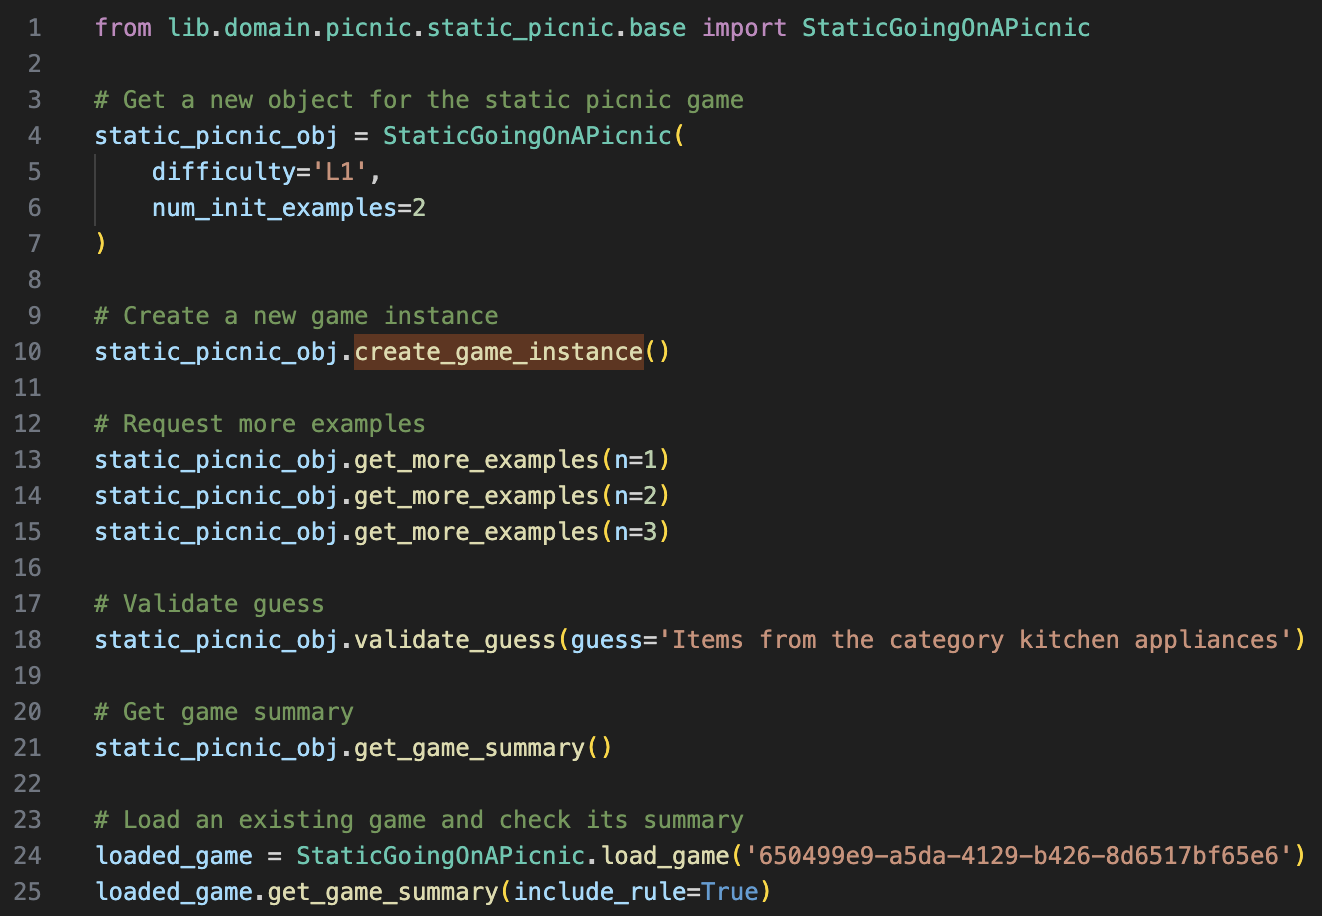 1 from lib.domain.picnic.static_picnic.base import StaticGoingOnAPicnic
2
3 # Get a new object for the static picnic game
4 static_picnic_obj = StaticGoingOnAPicnic(
5     difficulty='L1',
6     num_init_examples=2
7 )
8
9 # Create a new game instance
10 static_picnic_obj.create_game_instance()
11
12 # Request more examples
13 static_picnic_obj.get_more_examples(n=1)
14 static_picnic_obj.get_more_examples(n=2)
15 static_picnic_obj.get_more_examples(n=3)
16
17 # Validate guess
18 static_picnic_obj.validate_guess(guess='Items from the category kitchen appliances')
19
20 # Get game summary
21 static_picnic_obj.get_game_summary()
22
23 # Load an existing game and check its summary
24 loaded_game = StaticGoingOnAPicnic.load_game('650499e9-a5da-4129-b426-8d6517bf65e6')
25 loaded_game.get_game_summary(include_rule=True)